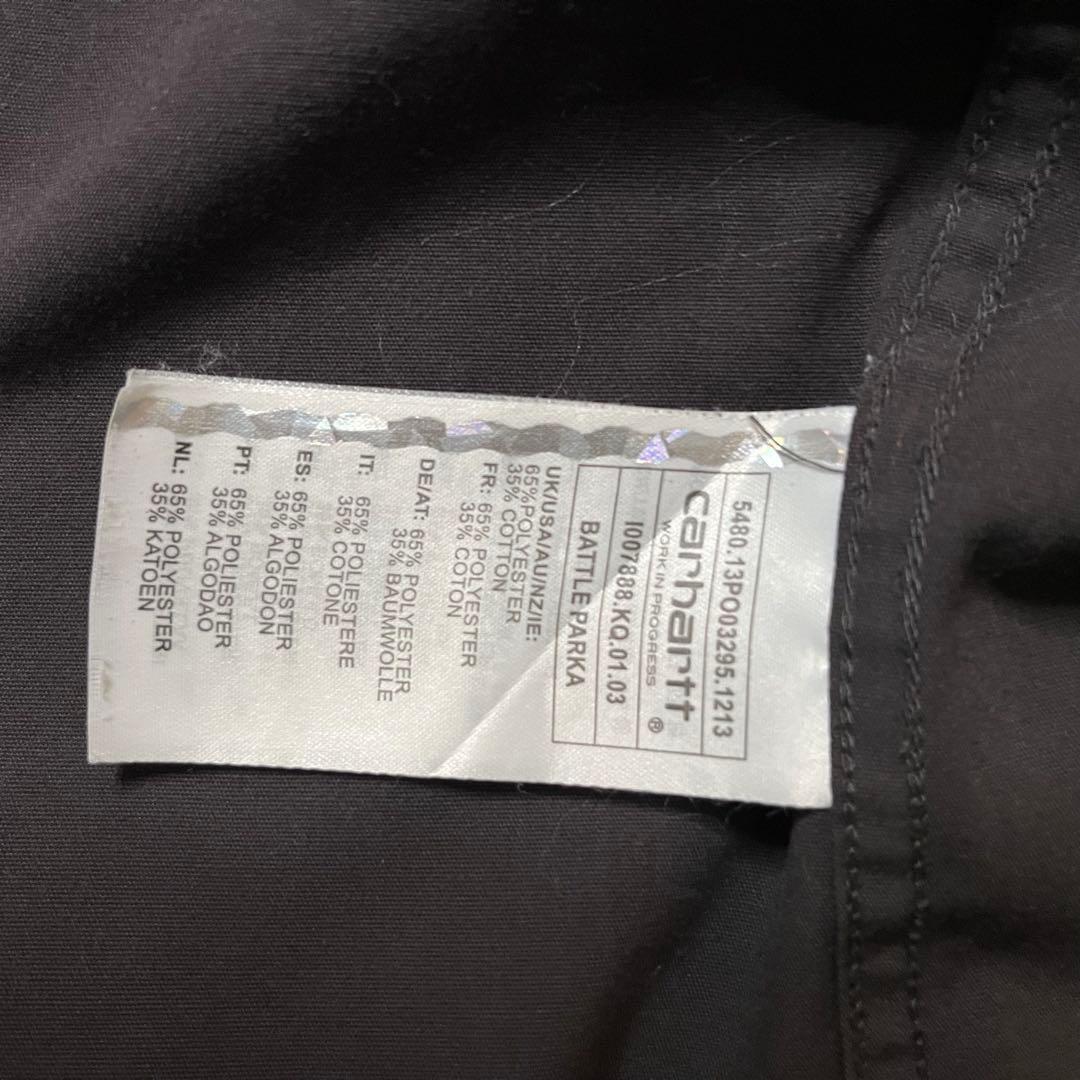 5480.13PO03295.1213
carhartt
WORK IN PROGRESS ®
I007888.KQ.01.03
BATTLE PARKA
UK/USA/AU/NZ/IE:
65%POLYESTER
35% COTTON
FR: 65% POLYESTER
35% COTON
DE/AT: 65% POLYESTER
35% BAUMWOLLE
IT: 65% POLIESTERE
35% COTONE
ES: 65% POLIESTER
35% ALGODON
PT: 65% POLIESTER
35% ALGODAO
NL: 65% POLYESTER
35% KATOEN